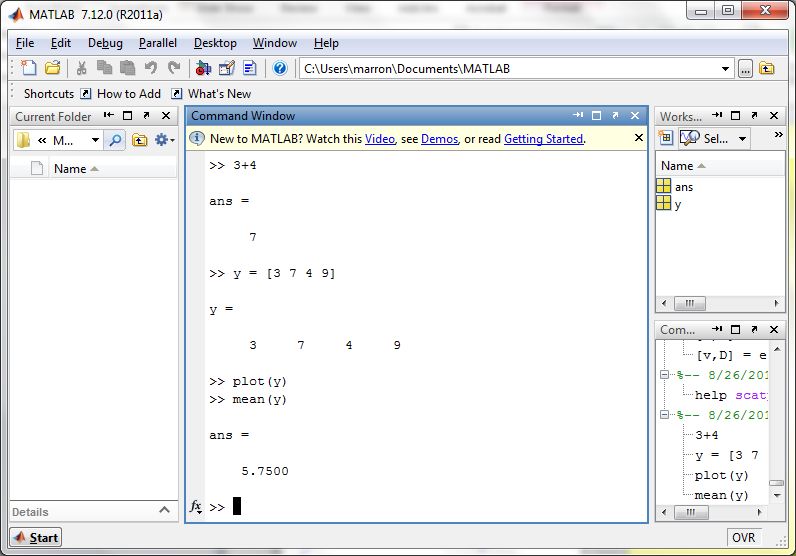 MATLAB 7.12.0 (R2011a)
File Edit Debug Parallel Desktop Window Help
C:\Users\marron\Documents\MATLAB ...
Shortcuts How to Add What's New
Current Folder
« M...
Name
Details
Command Window
New to MATLAB? Watch this Video, see Demos, or read Getting Started.
>> 3+4
ans =
7
>> y = [3 7 4 9]
y =
3 7 4 9
>> plot(y)
>> mean(y)
ans =
5.7500
fx >>
Works...
Sel... »
Name
ans
y
Com...
[v,D] = e
%-- 8/26/201
help scat
%-- 8/26/201
3+4
y = [3 7
plot(y)
mean(y)
Start
OVR